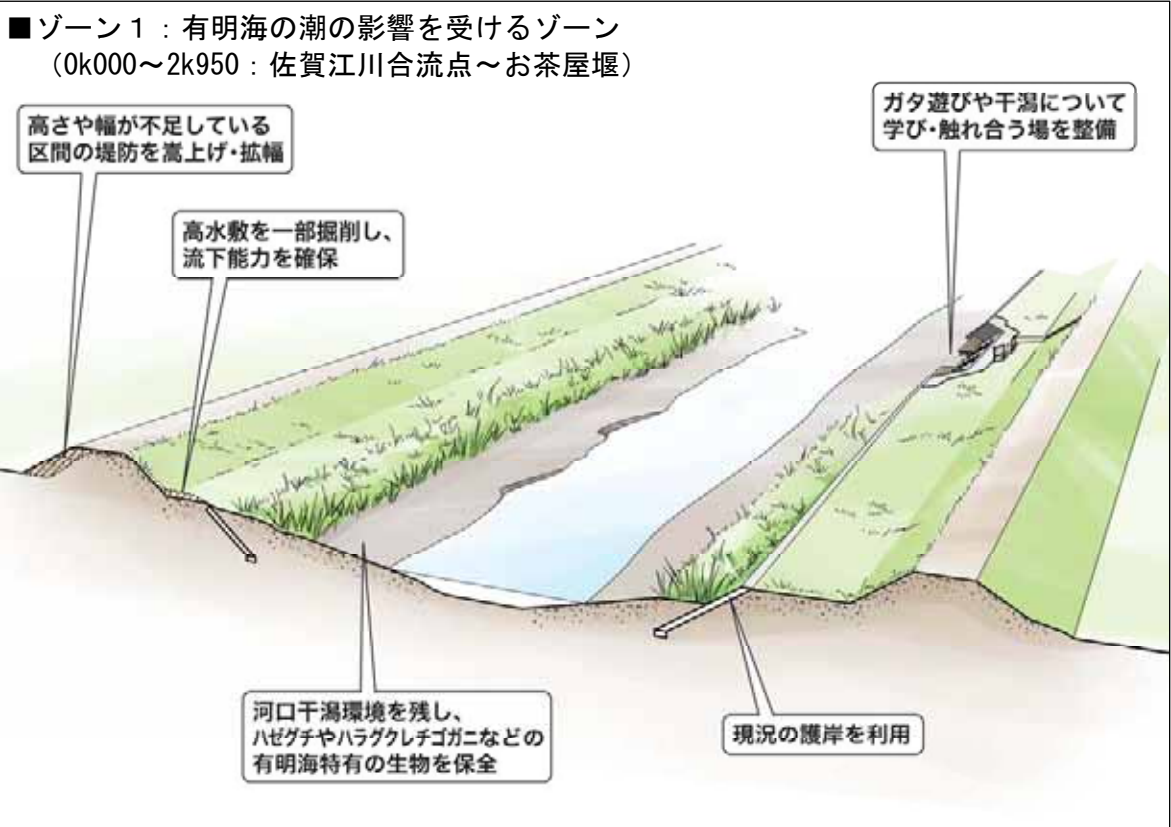 ■ゾーン１：有明海の潮の影響を受けるゾーン
（0k000～2k950：佐賀江川合流点～お茶屋堰）
ガタ遊びや干潟について
学び・触れ合う場を整備
高さや幅が不足している
区間の堤防を嵩上げ・拡幅
高水敷を一部掘削し、
流下能力を確保
河口干潟環境を残し、
ハゼグチやハラグクレチゴガニなどの
有明海特有の生物を保全
現況の護岸を利用